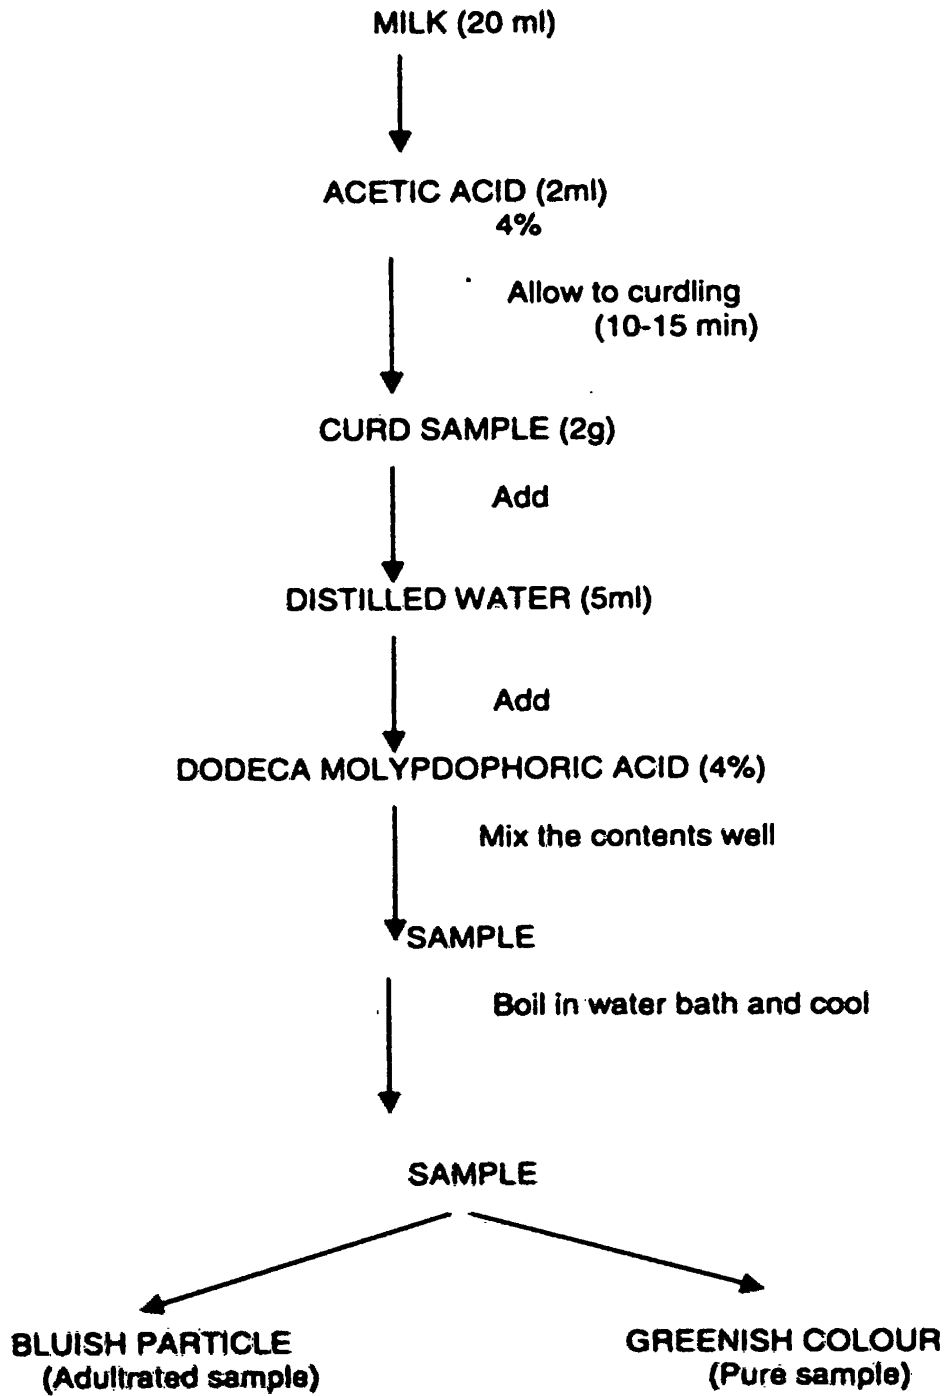 MILK (20 ml)
ACETIC ACID (2ml)
4%
Allow to curdling
(10-15 min)
CURD SAMPLE (2g)
Add
DISTILLED WATER (5ml)
Add
DODECA MOLYPDOPHORIC ACID (4%)
Mix the contents well
SAMPLE
Boil in water bath and cool
SAMPLE
BLUISH PARTICLE
(Adultrated sample)
GREENISH COLOUR
(Pure sample)